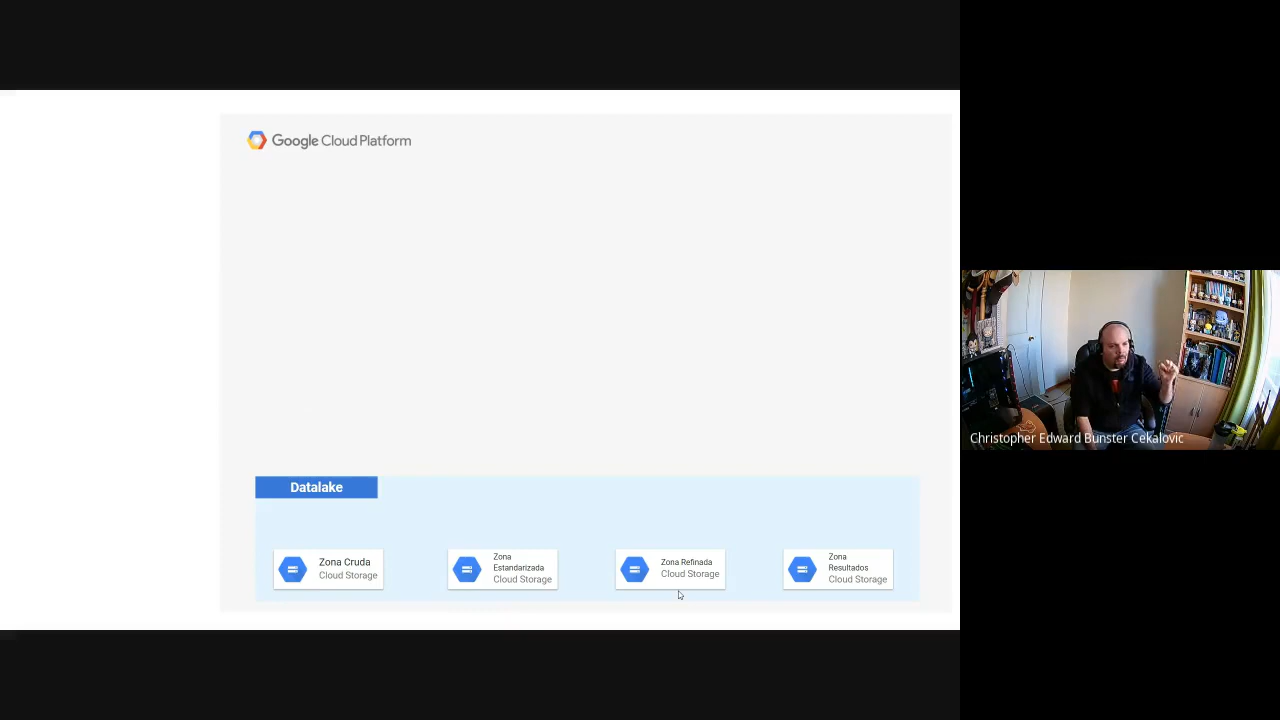 Google Cloud Platform
Datalake
Zona Cruda
Cloud Storage
Zona
Estandarizada
Cloud Storage
Zona Refinada
Cloud Storage
Zona
Resultados
Cloud Storage
Christopher Edward Bunster Cekalovic